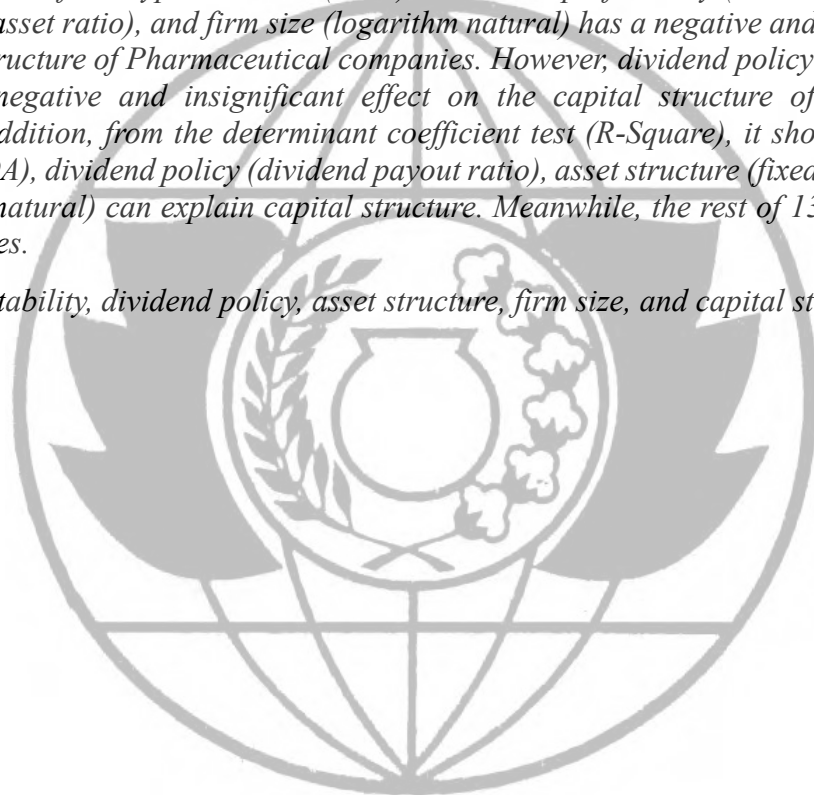 asset ratio), and firm size (logarithm natural) has a negative and
ructure of Pharmaceutical companies. However, dividend policy
negative and insignificant effect on the capital structure of
ddition, from the determinant coefficient test (R-Square), it sho
A), dividend policy (dividend payout ratio), asset structure (fixed
natural) can explain capital structure. Meanwhile, the rest of 13
es.
tability, dividend policy, asset structure, firm size, and capital st